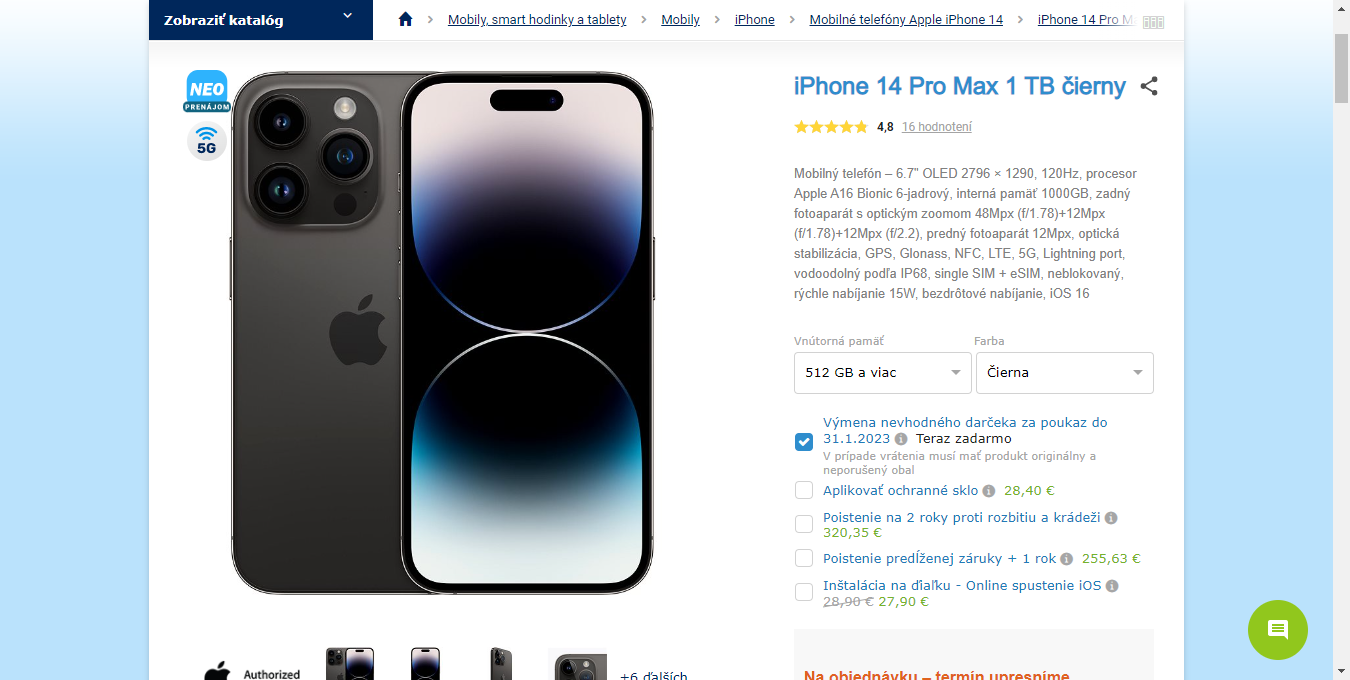 Zobraziť katalóg
Mobily, smart hodinky a tablety
Mobily
iPhone
Mobilné telefóny Apple iPhone 14
iPhone 14 Pro M
NEO
PRENÁJOM
5G
iPhone 14 Pro Max 1 TB čierny
4,8 16 hodnotení
Mobilný telefón – 6.7" OLED 2796 × 1290, 120Hz, procesor
Apple A16 Bionic 6-jadrový, interná pamäť 1000GB, zadný
fotoaparát s optickým zoomom 48Mpx (f/1.78)+12Mpx
(f/1.78)+12Mpx (f/2.2), predný fotoaparát 12Mpx, optická
stabilizácia, GPS, Glonass, NFC, LTE, 5G, Lightning port,
vodoodolný podľa IP68, single SIM + eSIM, neblokovaný,
rýchle nabíjanie 15W, bezdrôtové nabíjanie, iOS 16
Vnútorná pamäť Farba
512 GB a viac Čierna
Výmena nevhodného darčeka za poukaz do
31.1.2023 Teraz zadarmo
V prípade vrátenia musí mať produkt originálny a
neporušený obal
Aplikovať ochranné sklo 28,40 €
Poistenie na 2 roky proti rozbitiu a krádeži
320,35 €
Poistenie predĺženej záruky + 1 rok 255,63 €
Inštalácia na diaľku - Online spustenie iOS
28,90 € 27,90 €
Authorized
+6 ďalších
Na objednávku – termín upresníme